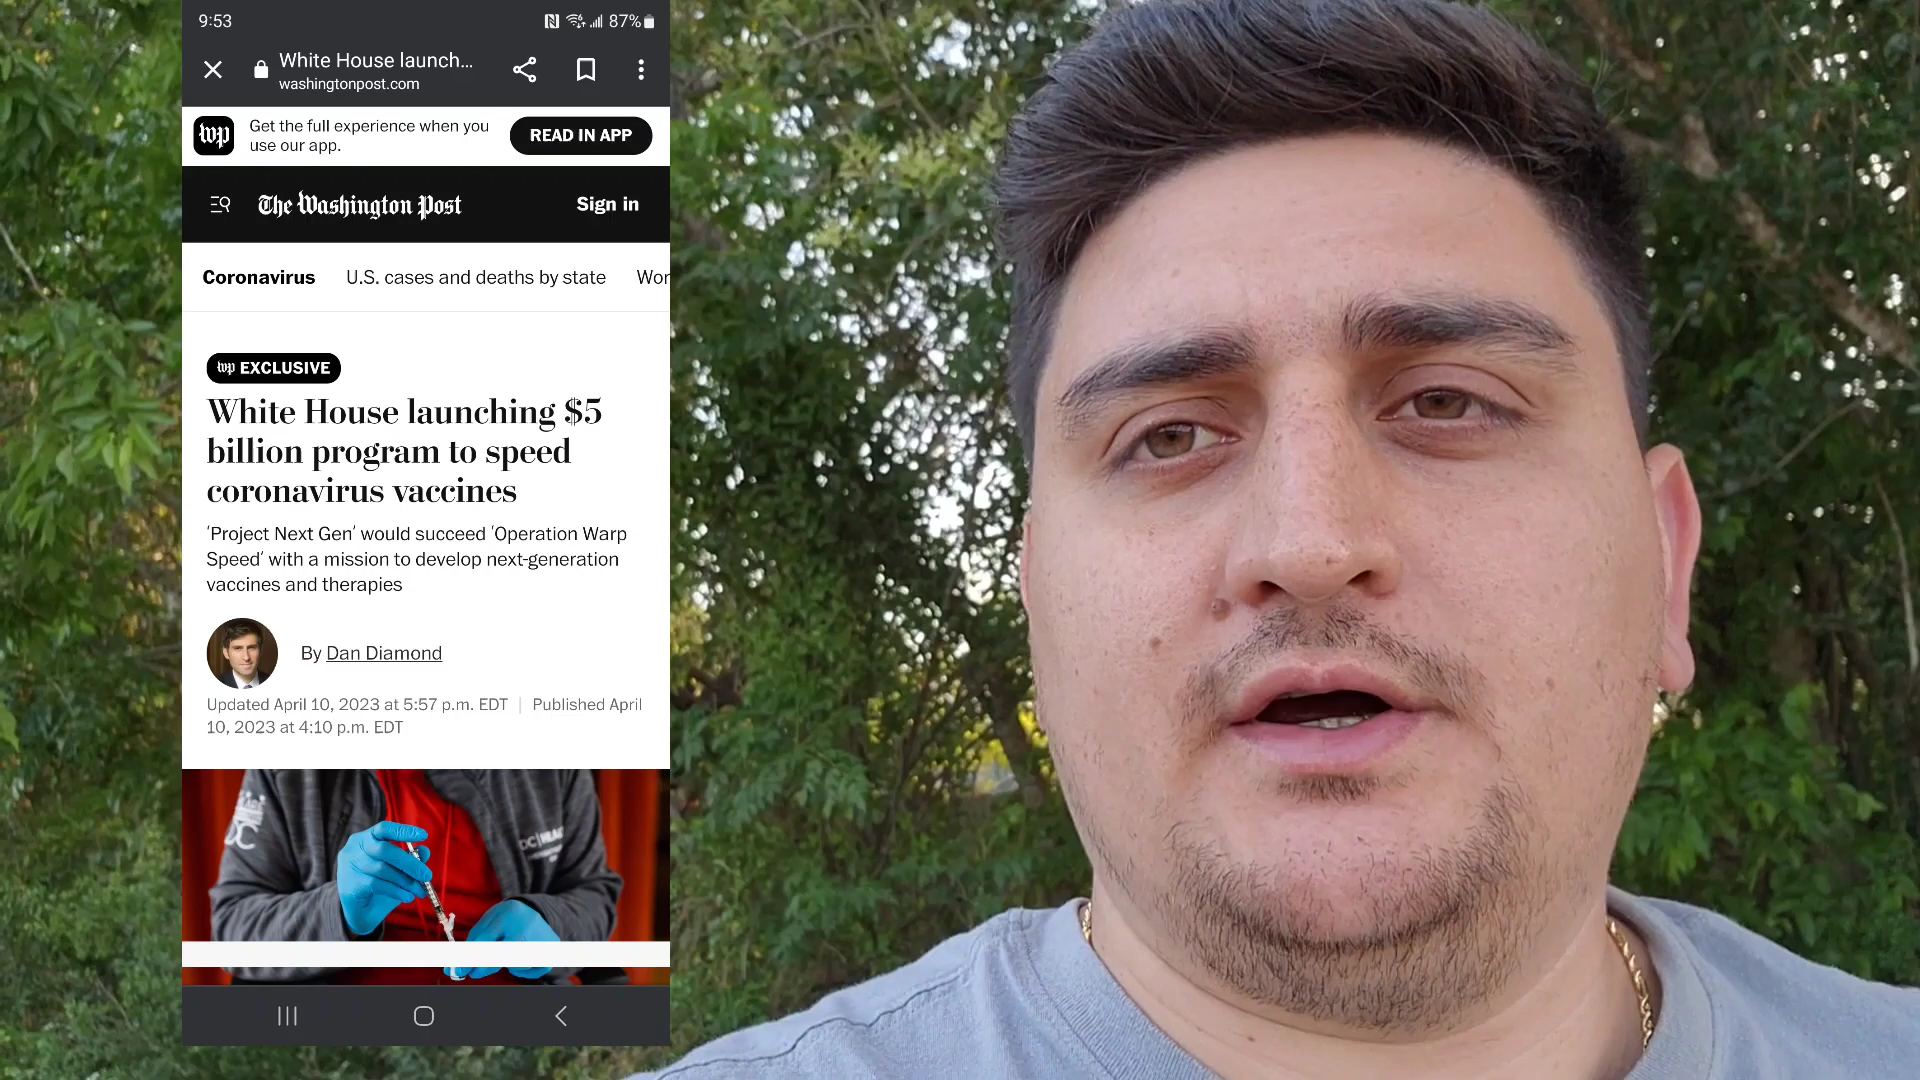 9:53
87%
White House launch...
washingtonpost.com
wp
Get the full experience when you
use our app.
READ IN APP
The Washington Post
Sign in
Coronavirus
U.S. cases and deaths by state
Wor
wp EXCLUSIVE
White House launching $5
billion program to speed
coronavirus vaccines
'Project Next Gen' would succeed 'Operation Warp
Speed' with a mission to develop next-generation
vaccines and therapies
By Dan Diamond
Updated April 10, 2023 at 5:57 p.m. EDT | Published April
10, 2023 at 4:10 p.m. EDT